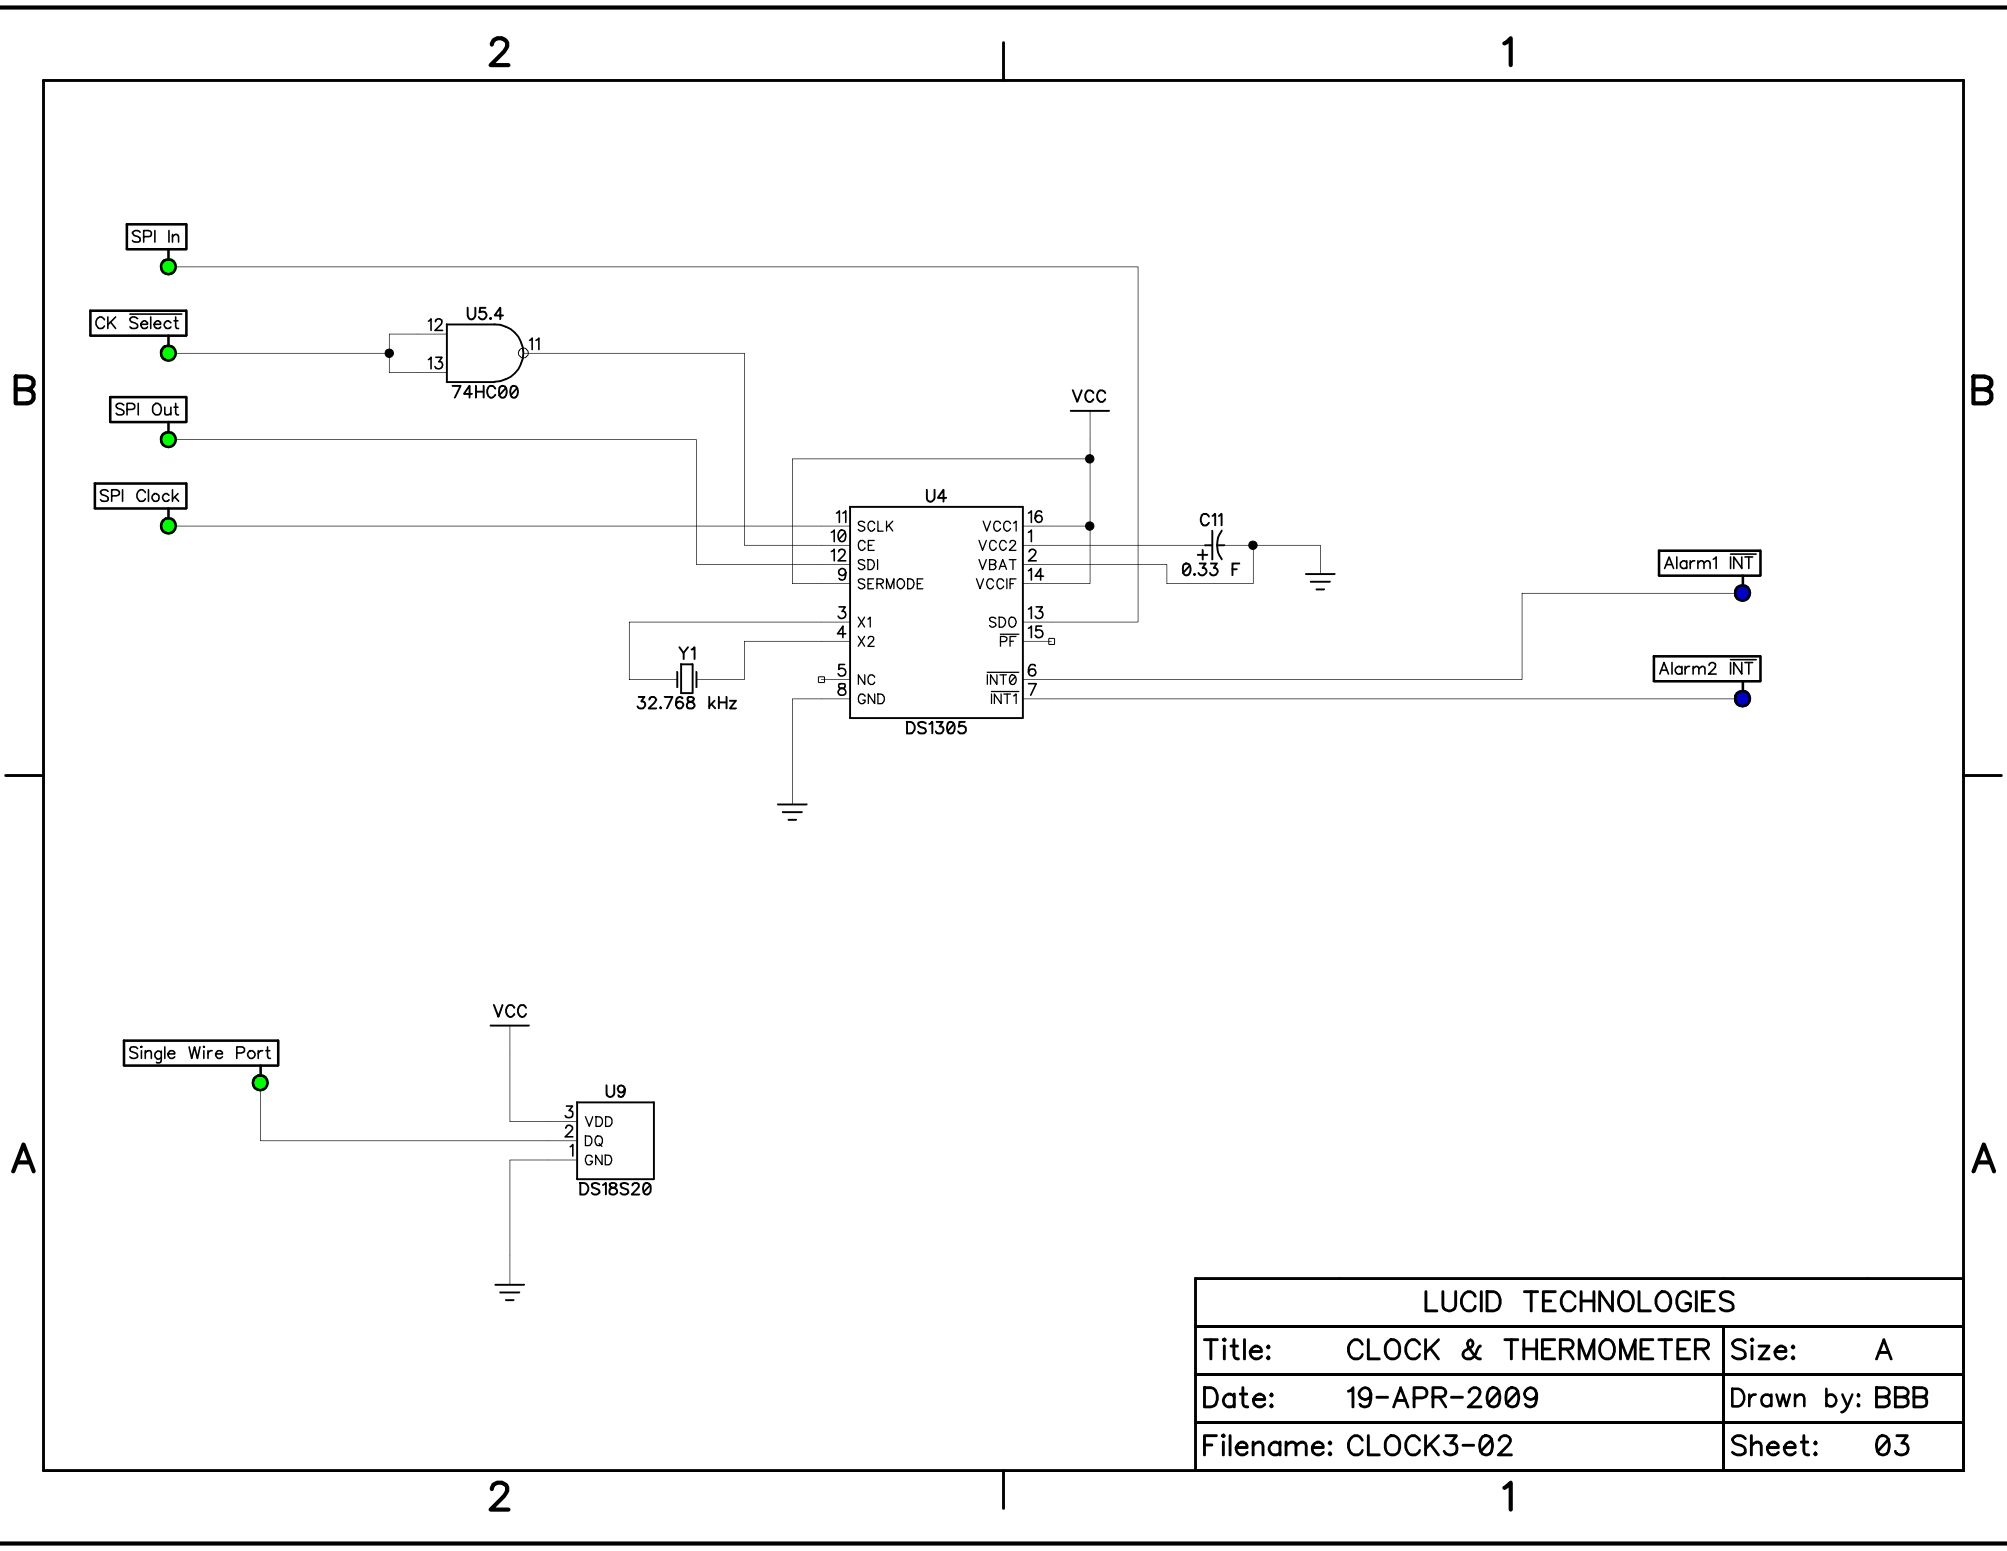 2 1
SPI In
CK Select
U5.4
12
11
13
74HC00
B B
SPI Out
VCC
SPI Clock
U4
11 SCLK VCC1 16
10 CE VCC2 1
12 SDI VBAT 2
9 SERMODE VCCIF 14
3 X1 SDO 13
4 X2 PF 15
5 NC INT0 6
8 GND INT1 7
DS1305
C11
+
0.33 F
Alarm1 INT
Alarm2 INT
Y1
32.768 kHz
VCC
Single Wire Port
U9
3 VDD
2 DQ
1 GND
DS18S20
A A
LUCID TECHNOLOGIES
Title: CLOCK & THERMOMETER Size: A
Date: 19-APR-2009 Drawn by: BBB
Filename: CLOCK3-02 Sheet: 03
2 1